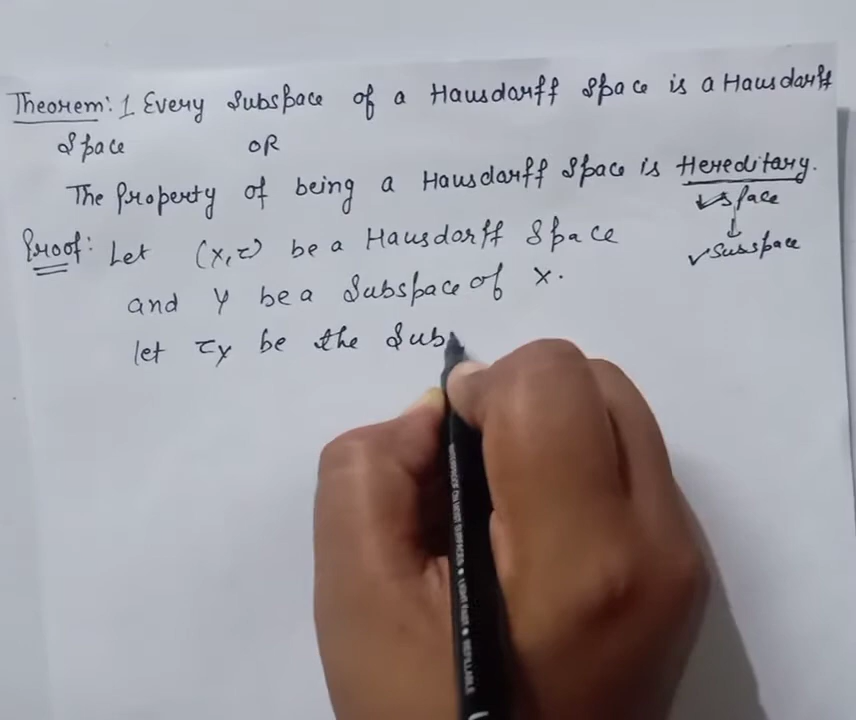 Theorem: 1 Every Subspace of a Hausdorff Space is a Hausdorff
Space OR
The Property of being a Hausdorff Space is Hereditary.
✓Space
↓
✓Subspace
Proof: Let (X,τ) be a Hausdorff Space
and Y be a Subspace of X.
let τY be the Sub